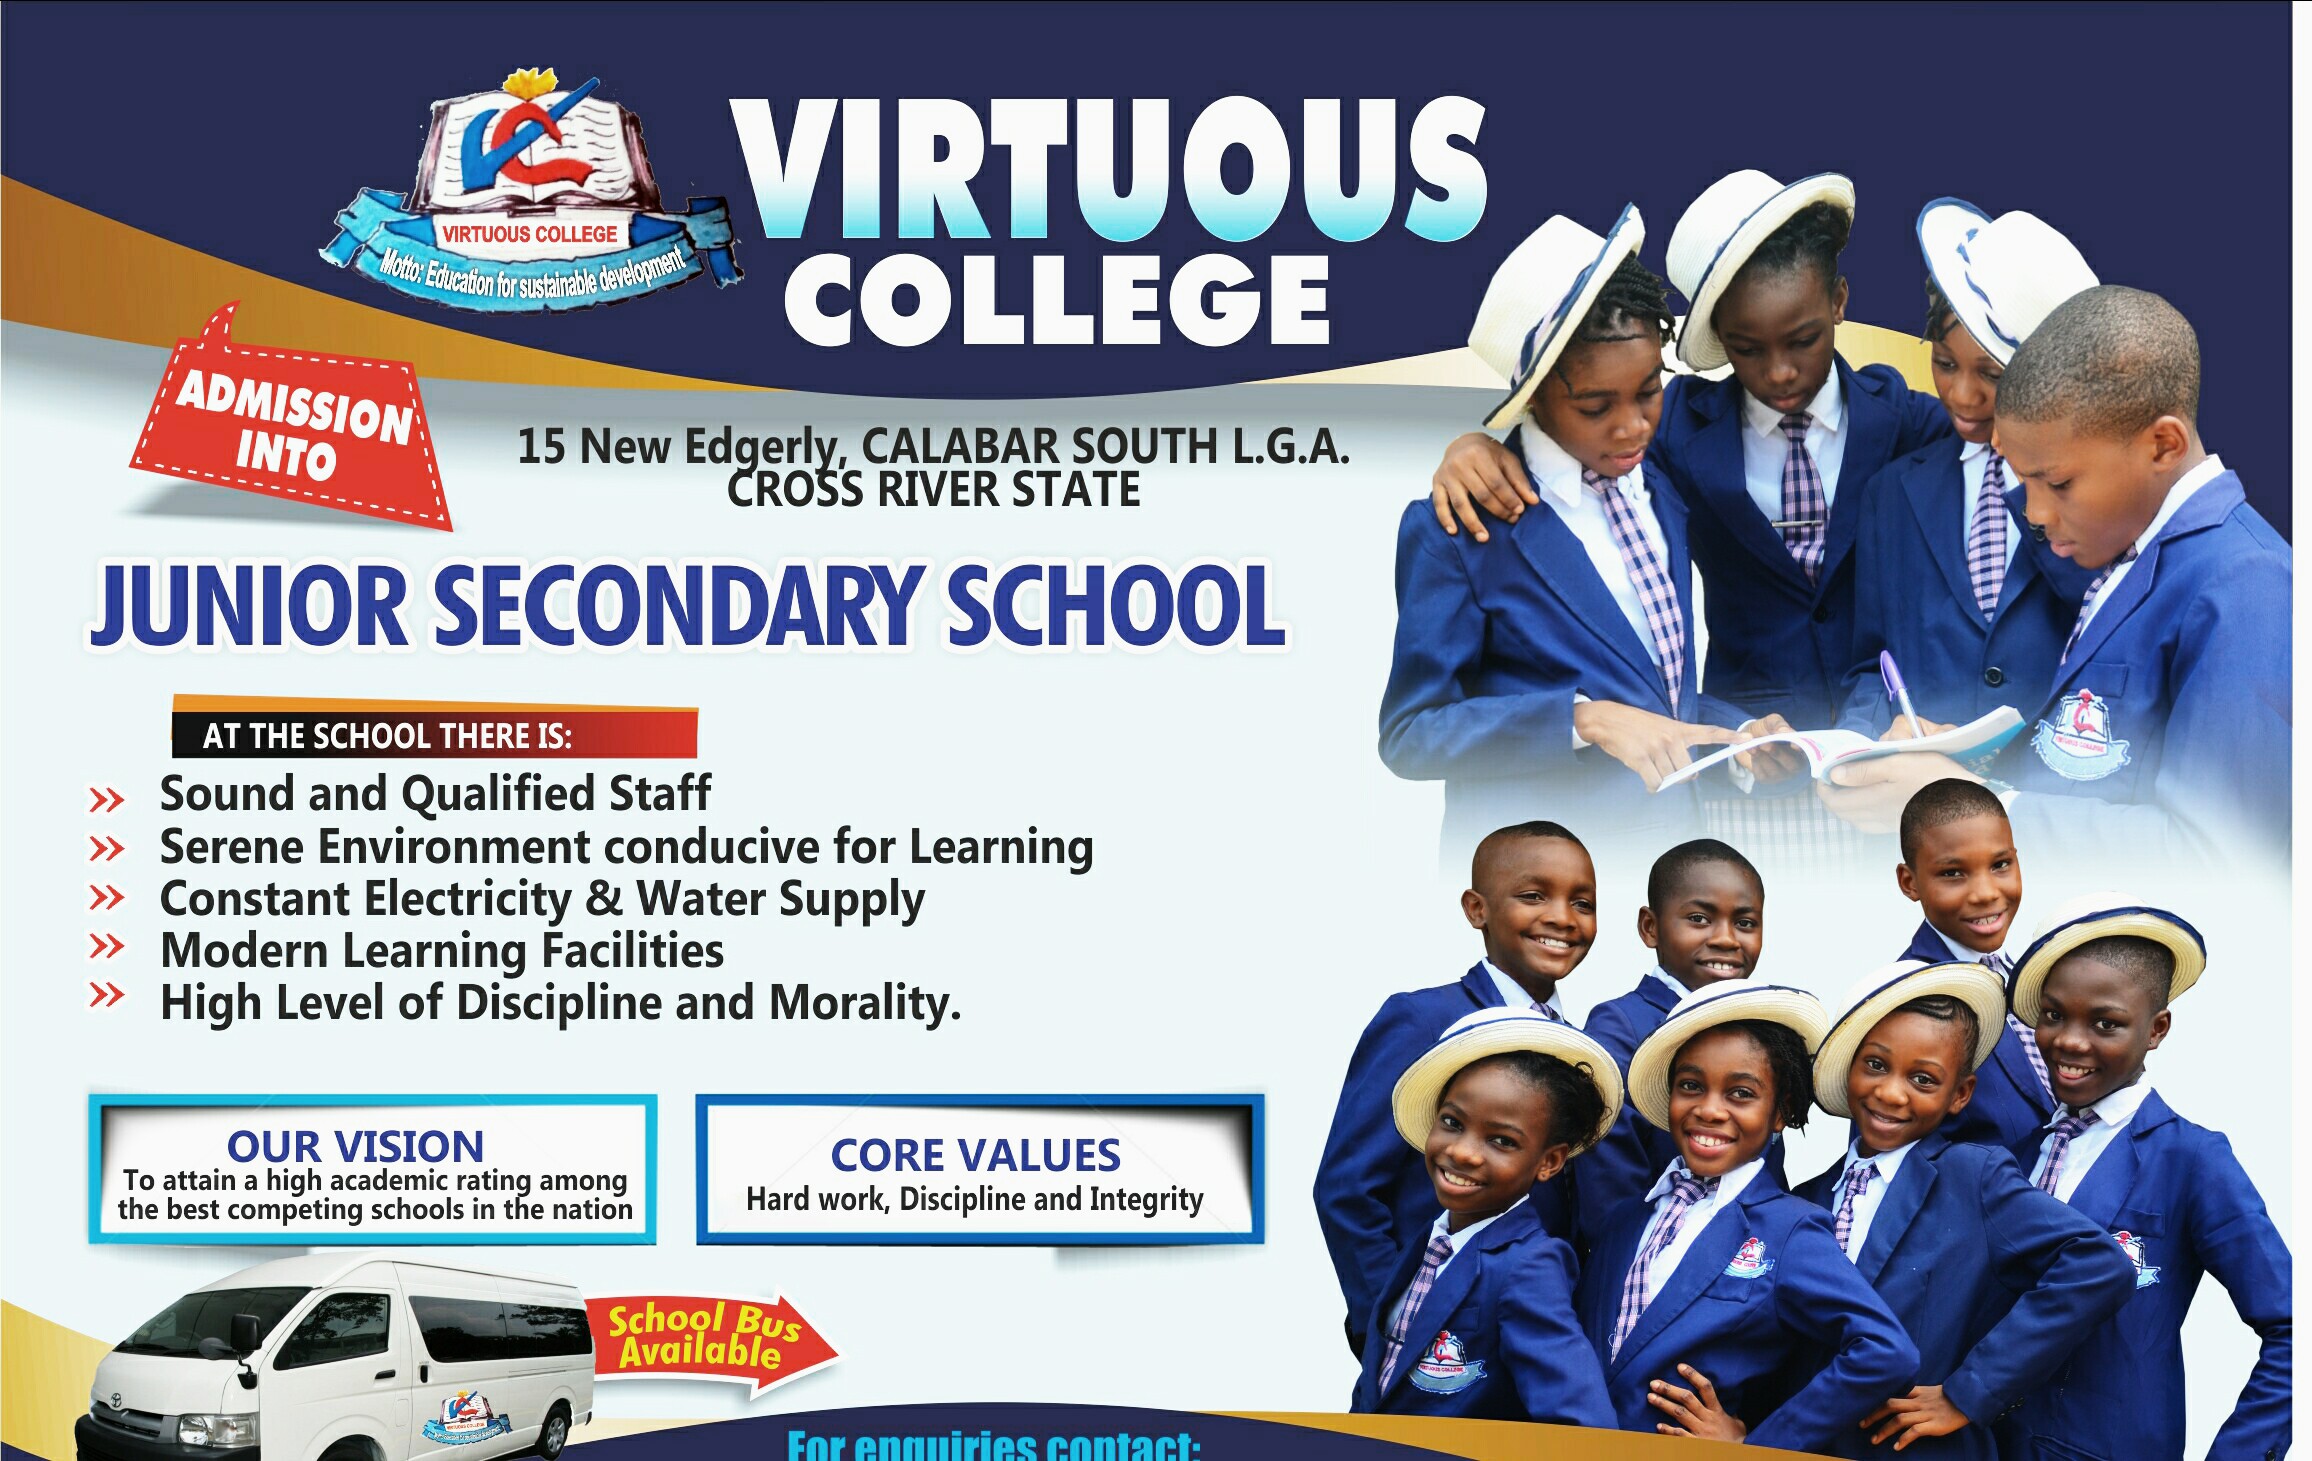 VIRTUOUS COLLEGE
Motto: Education for sustainable development
VIRTUOUS
COLLEGE
ADMISSION
INTO
15 New Edgerly, CALABAR SOUTH L.G.A.
CROSS RIVER STATE
JUNIOR SECONDARY SCHOOL
AT THE SCHOOL THERE IS:
Sound and Qualified Staff
Serene Environment conducive for Learning
Constant Electricity & Water Supply
Modern Learning Facilities
High Level of Discipline and Morality.
OUR VISION
To attain a high academic rating among
the best competing schools in the nation
CORE VALUES
Hard work, Discipline and Integrity
School Bus
Available
VIRTUOUS COLLEGE
VIRTUOUS COLLEGE
For enquiries contact: